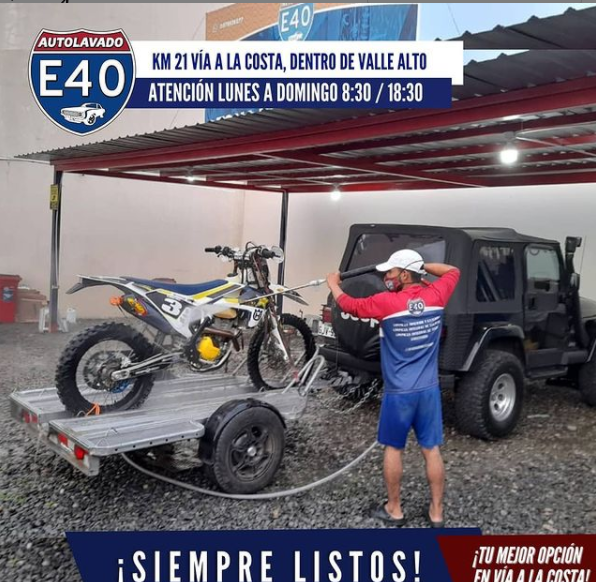 E40
AUTOLAVADO
E40
KM 21 VÍA A LA COSTA, DENTRO DE VALLE ALTO
ATENCIÓN LUNES A DOMINGO 8:30 / 18:30
3
Jeep
E40
¡SIEMPRE LISTOS!
¡TU MEJOR OPCIÓN
EN VÍA A LA COSTA!